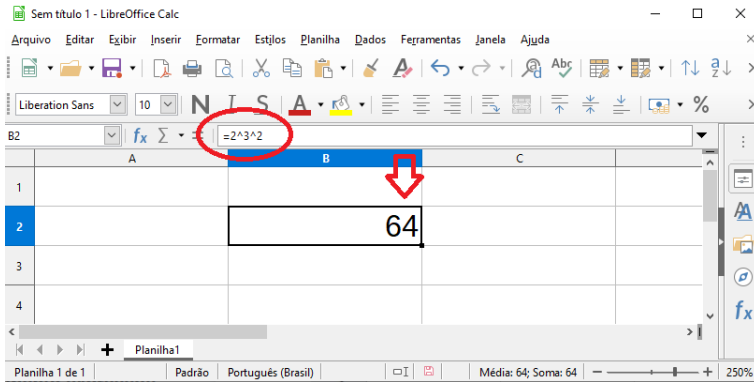 Sem título 1 - LibreOffice Calc
Arquivo Editar Exibir Inserir Formatar Estilos Planilha Dados Ferramentas Janela Ajuda
Abc
Liberation Sans 10 N I S A %
B2 fx Σ = =2^3^2
A B C
1
2 64
3
4
Planilha1
Planilha 1 de 1 Padrão Português (Brasil) Média: 64; Soma: 64 250%